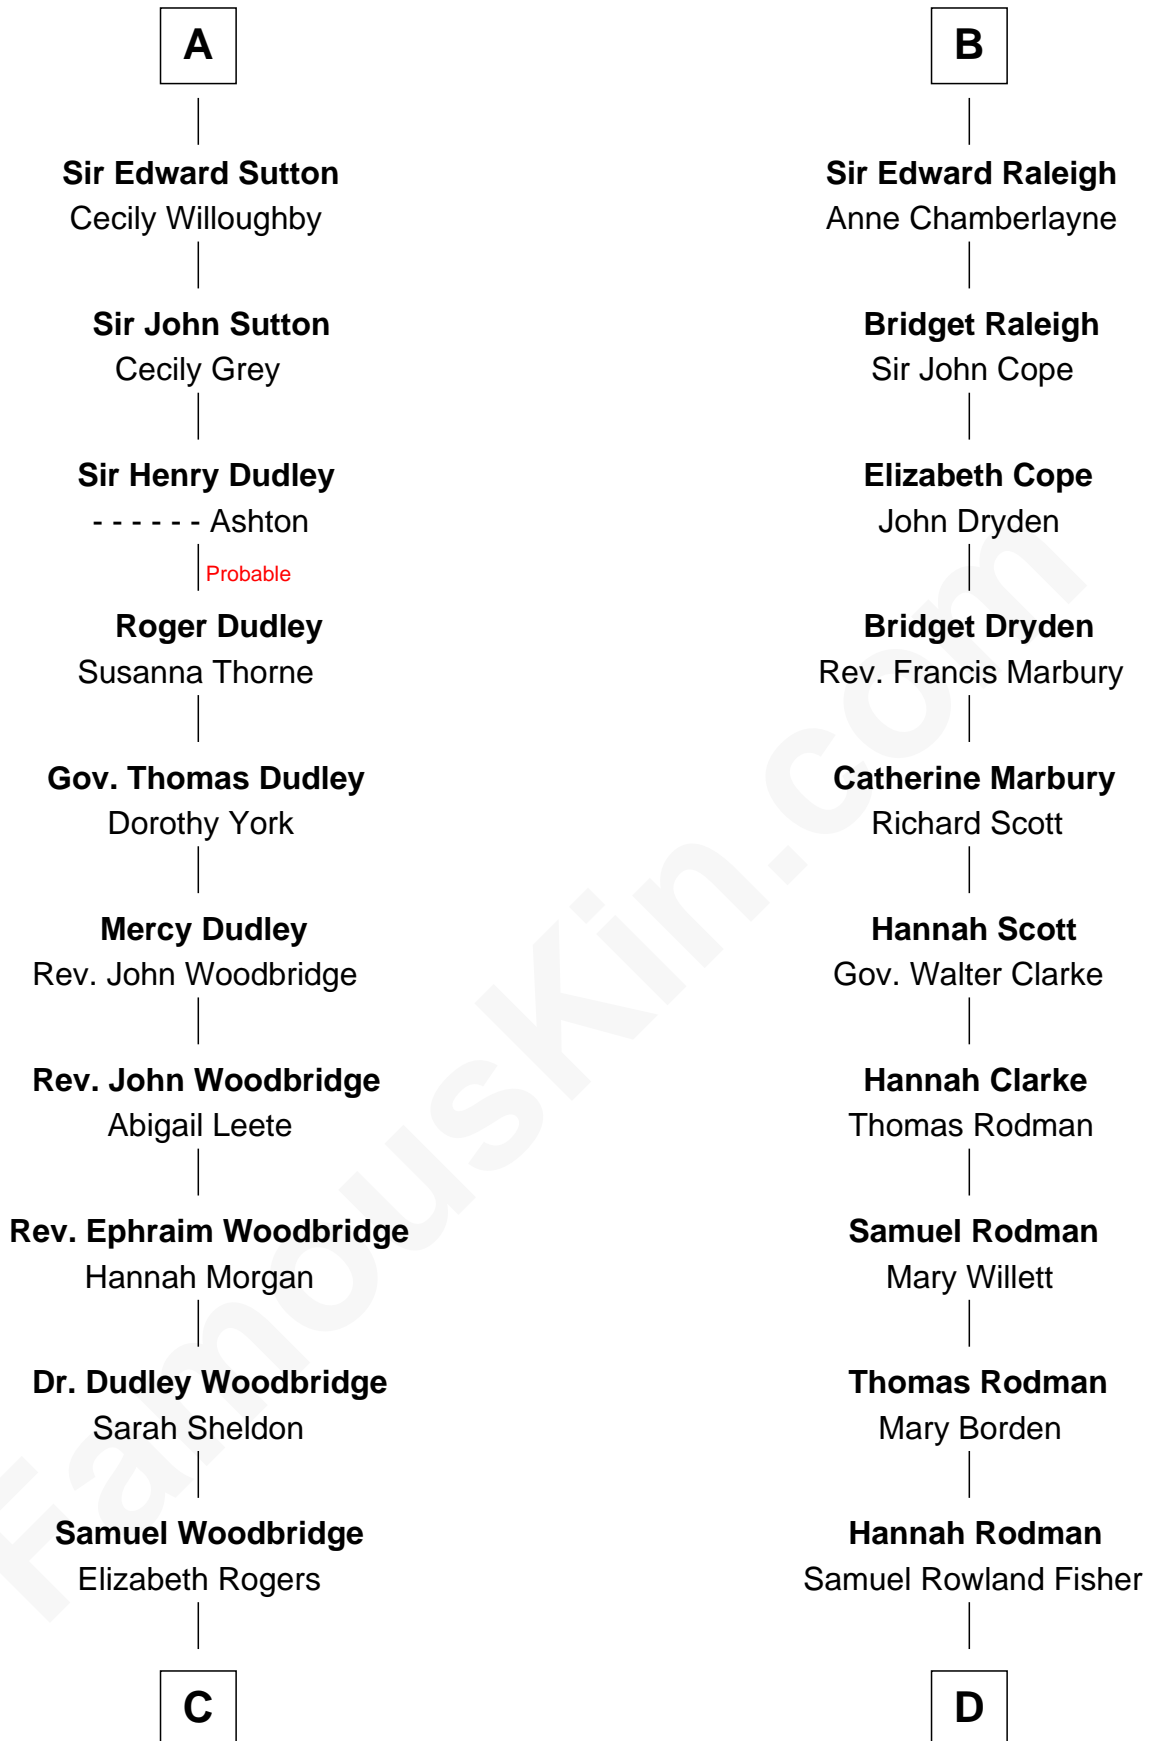 A
Sir Edward Sutton
Cecily Willoughby
Sir John Sutton
Cecily Grey
Sir Henry Dudley
- - - - - - Ashton
Probable
Roger Dudley
Susanna Thorne
Gov. Thomas Dudley
Dorothy York
Mercy Dudley
Rev. John Woodbridge
Rev. John Woodbridge
Abigail Leete
Rev. Ephraim Woodbridge
Hannah Morgan
Dr. Dudley Woodbridge
Sarah Sheldon
Samuel Woodbridge
Elizabeth Rogers
C
B
Sir Edward Raleigh
Anne Chamberlayne
Bridget Raleigh
Sir John Cope
Elizabeth Cope
John Dryden
Bridget Dryden
Rev. Francis Marbury
Catherine Marbury
Richard Scott
Hannah Scott
Gov. Walter Clarke
Hannah Clarke
Thomas Rodman
Samuel Rodman
Mary Willett
Thomas Rodman
Mary Borden
Hannah Rodman
Samuel Rowland Fisher
D
FamousKin.com